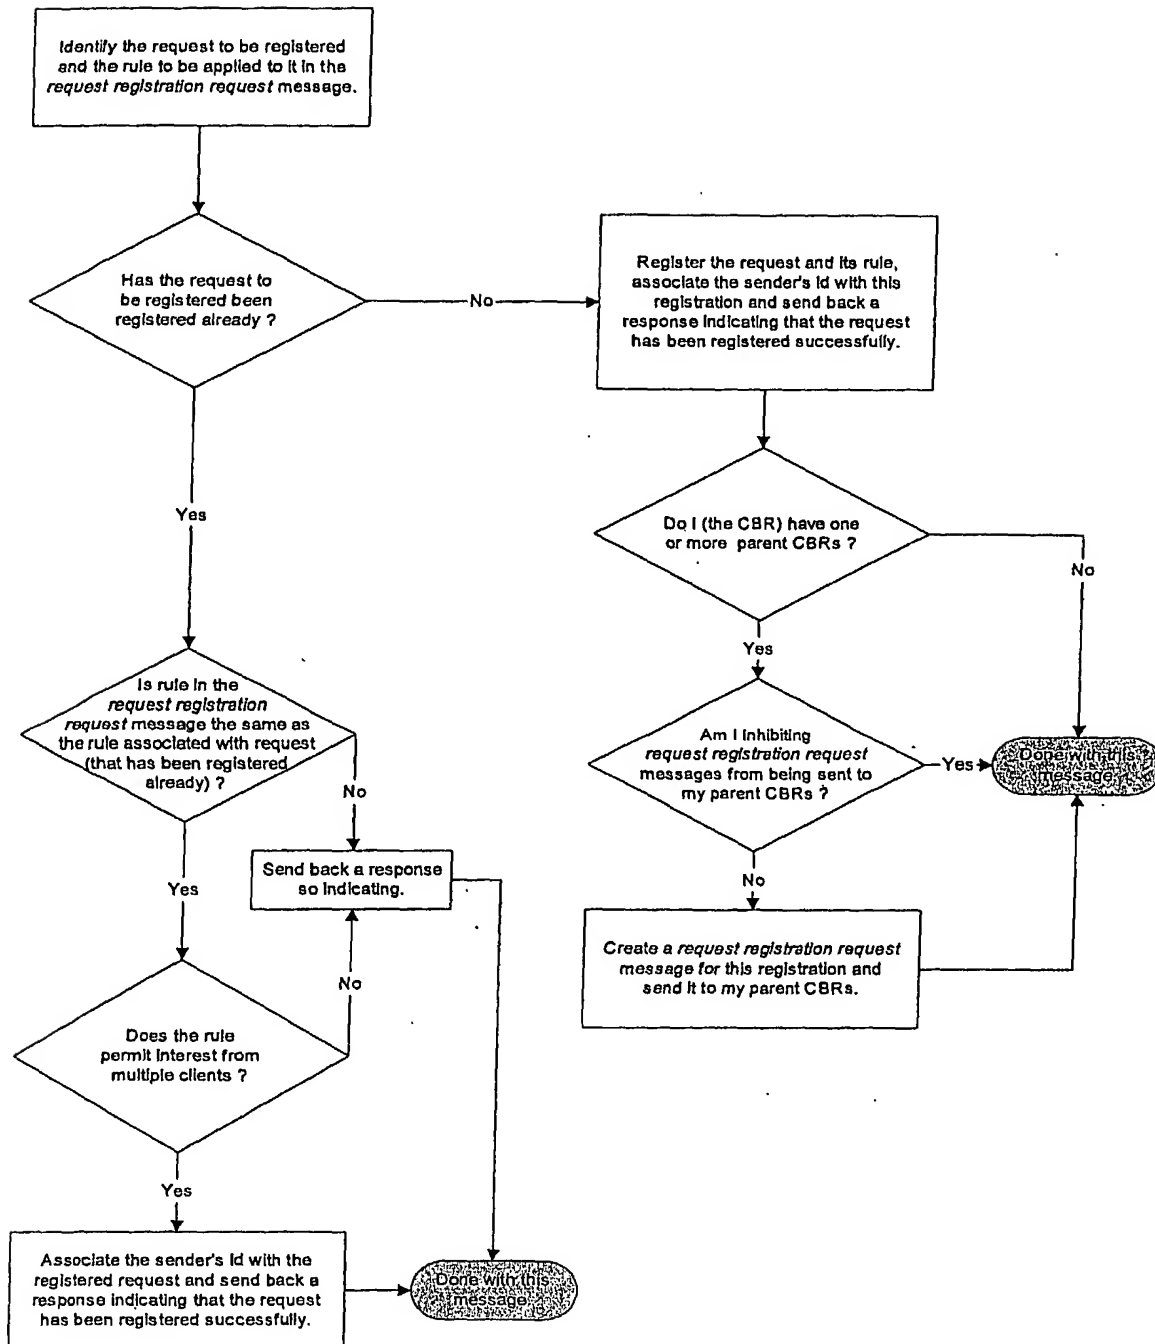 Identify the request to be registered
and the rule to be applied to it in the
request registration request message.
Has the request to
be registered been
registered already ?
No
Register the request and its rule,
associate the sender's id with this
registration and send back a
response indicating that the request
has been registered successfully.
Yes
Do I (the CBR) have one
or more parent CBRs ?
No
Yes
Is rule in the
request registration
request message the same as
the rule associated with request
(that has been registered
already) ?
No
Am I inhibiting
request registration request
messages from being sent to
my parent CBRs ?
Yes
Done with this
message.
Yes
Send back a response
so indicating.
No
Create a request registration request
message for this registration and
send it to my parent CBRs.
No
Does the rule
permit interest from
multiple clients ?
Yes
Associate the sender's id with the
registered request and send back a
response indicating that the request
has been registered successfully.
Done with this
message.